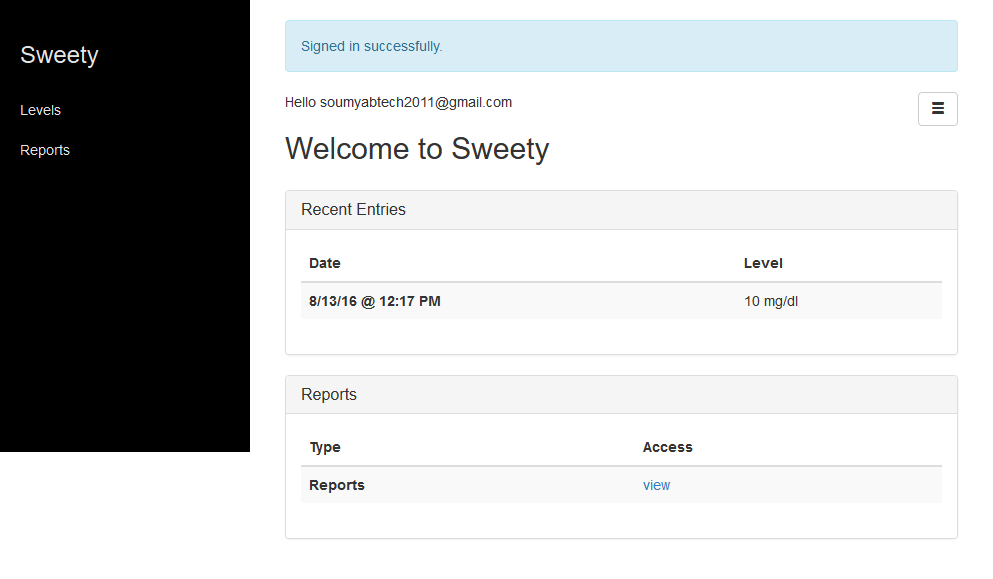 Sweety
Levels
Reports
Signed in successfully.
Hello soumyabtech2011@gmail.com
Welcome to Sweety
Recent Entries
Date Level
8/13/16 @ 12:17 PM 10 mg/dl
Reports
Type Access
Reports view